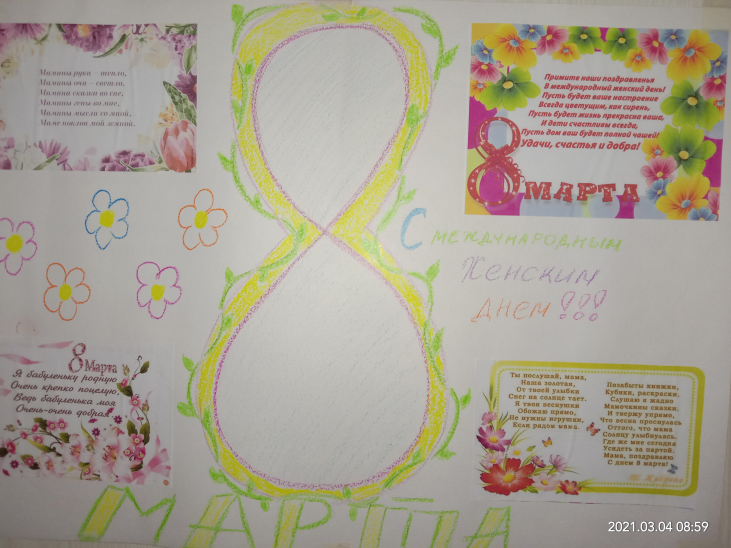 Мамины руки – тепло,
Мамины очи – светло,
Мамина сказка во сне,
Мамины гены во мне,
Мамины мысли со мной,
Маме поклон мой земной.
Примите наши поздравленья
В международный женский день!
Пусть будет ваше настроение
Всегда цветущим, как сирень,
Пусть будет жизнь прекрасна ваша,
И дети счастливы всегда,
Пусть дом ваш будет полной чашей!
Удачи, счастья и добра!
8 МАРТА
С МЕЖДУНАРОДНЫМ
ЖЕНСКИМ
ДНЕМ!!!
8 Марта
Я бабуленьку родную
Очень крепко поцелую,
Ведь бабуленька моя
Очень-очень добрая.
Ты послушай, мама,
Наша золотая,
От твоей улыбки
Снег на солнце тает.
Я твои веснушки
Обожаю прямо,
Не нужны игрушки,
Если рядом мама.
Позабыты книжки,
Кубики, раскраски,
Слушаю я жадно
Мамочкины сказки.
И твержу упрямо,
Что весна проснулась
Оттого, что мама
Солнцу улыбнулась.
Где же мне сегодня
Усидеть за партой,
Мама, поздравляю
С днем 8 марта!
8
МАРТА
2021.03.04 08:59